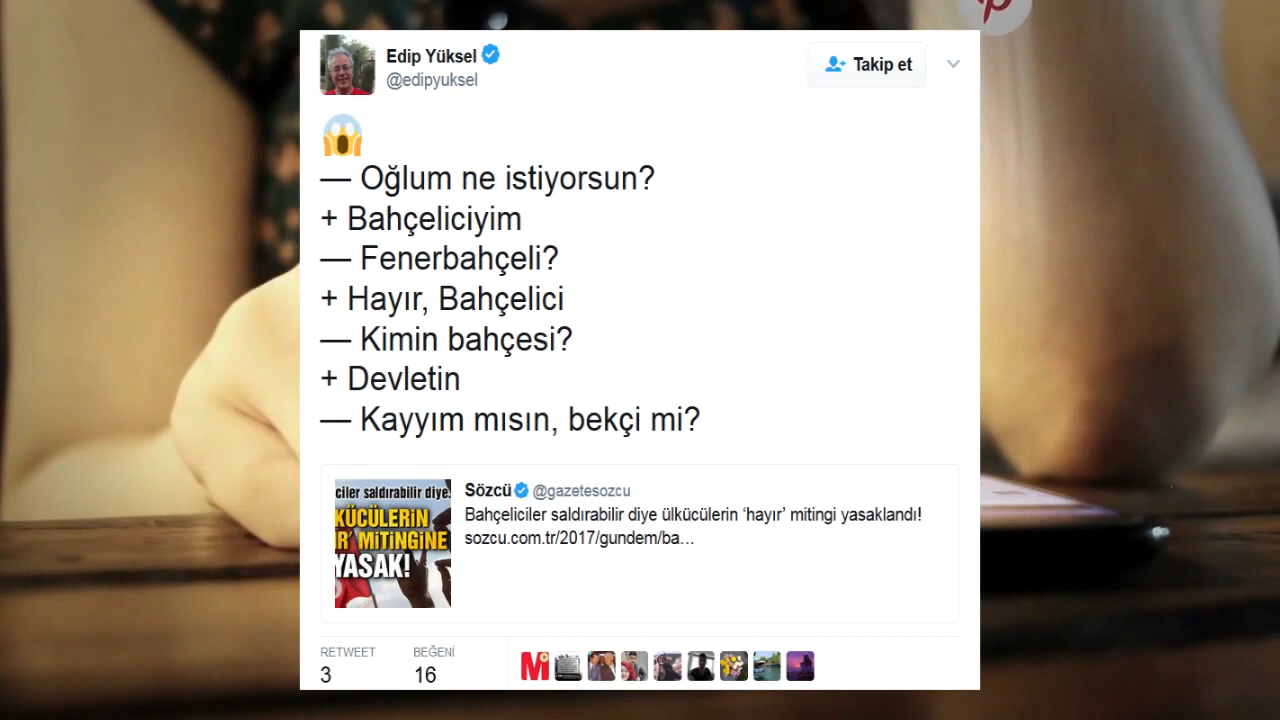 Edip Yüksel
@edipyuksel
Takip et
— Oğlum ne istiyorsun?
+ Bahçeliciyim
— Fenerbahçeli?
+ Hayır, Bahçelici
— Kimin bahçesi?
+ Devletin
— Kayyım mısın, bekçi mi?
ciler saldırabilir diye.
KÜCÜLERİN
R' MİTİNGİNE
YASAK!
Sözcü @gazetesozcu
Bahçeliciler saldırabilir diye ülkücülerin ‘hayır’ mitingi yasaklandı!
sozcu.com.tr/2017/gundem/ba…
RETWEET BEĞENİ
3 16
M